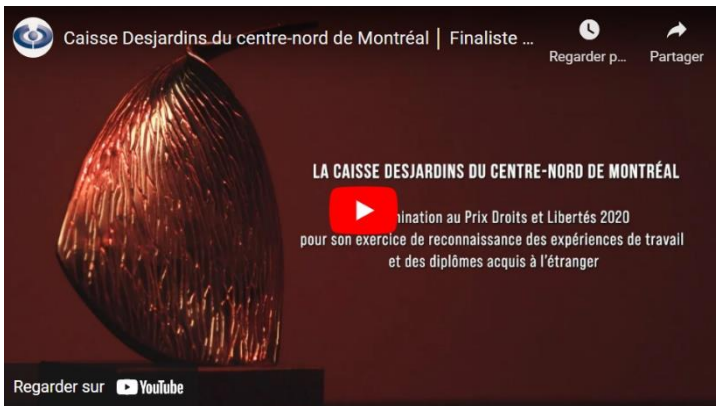 Caisse Desjardins du centre-nord de Montréal | Finaliste ...
Regarder p... Partager
LA CAISSE DESJARDINS DU CENTRE-NORD DE MONTRÉAL
mination au Prix Droits et Libertés 2020
pour son exercice de reconnaissance des expériences de travail
et des diplômes acquis à l'étranger
Regarder sur YouTube